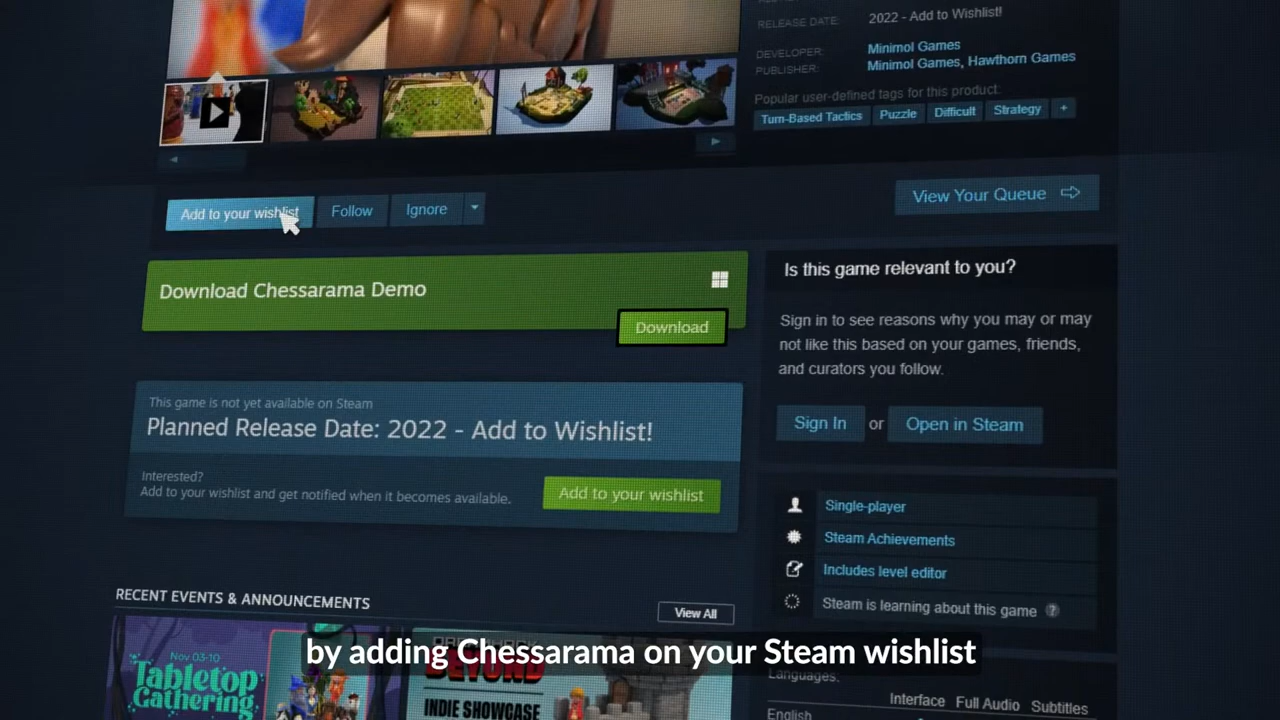 RELEASE DATE: 2022 - Add to Wishlist!
DEVELOPER: Minimol Games
PUBLISHER: Minimol Games, Hawthorn Games
Popular user-defined tags for this product:
Turn-Based Tactics Puzzle Difficult Strategy +
Add to your wishlist Follow Ignore
View Your Queue
Download Chessarama Demo
Download
Is this game relevant to you?
Sign in to see reasons why you may or may
not like this based on your games, friends,
and curators you follow.
Sign In or Open in Steam
This game is not yet available on Steam
Planned Release Date: 2022 - Add to Wishlist!
Interested?
Add to your wishlist and get notified when it becomes available.
Add to your wishlist
Single-player
Steam Achievements
Includes level editor
Steam is learning about this game ?
RECENT EVENTS & ANNOUNCEMENTS
View All
Nov 03-10
Tabletop
Gathering
BEYOND
INDIE SHOWCASE
by adding Chessarama on your Steam wishlist
Languages:
Interface Full Audio Subtitles
English